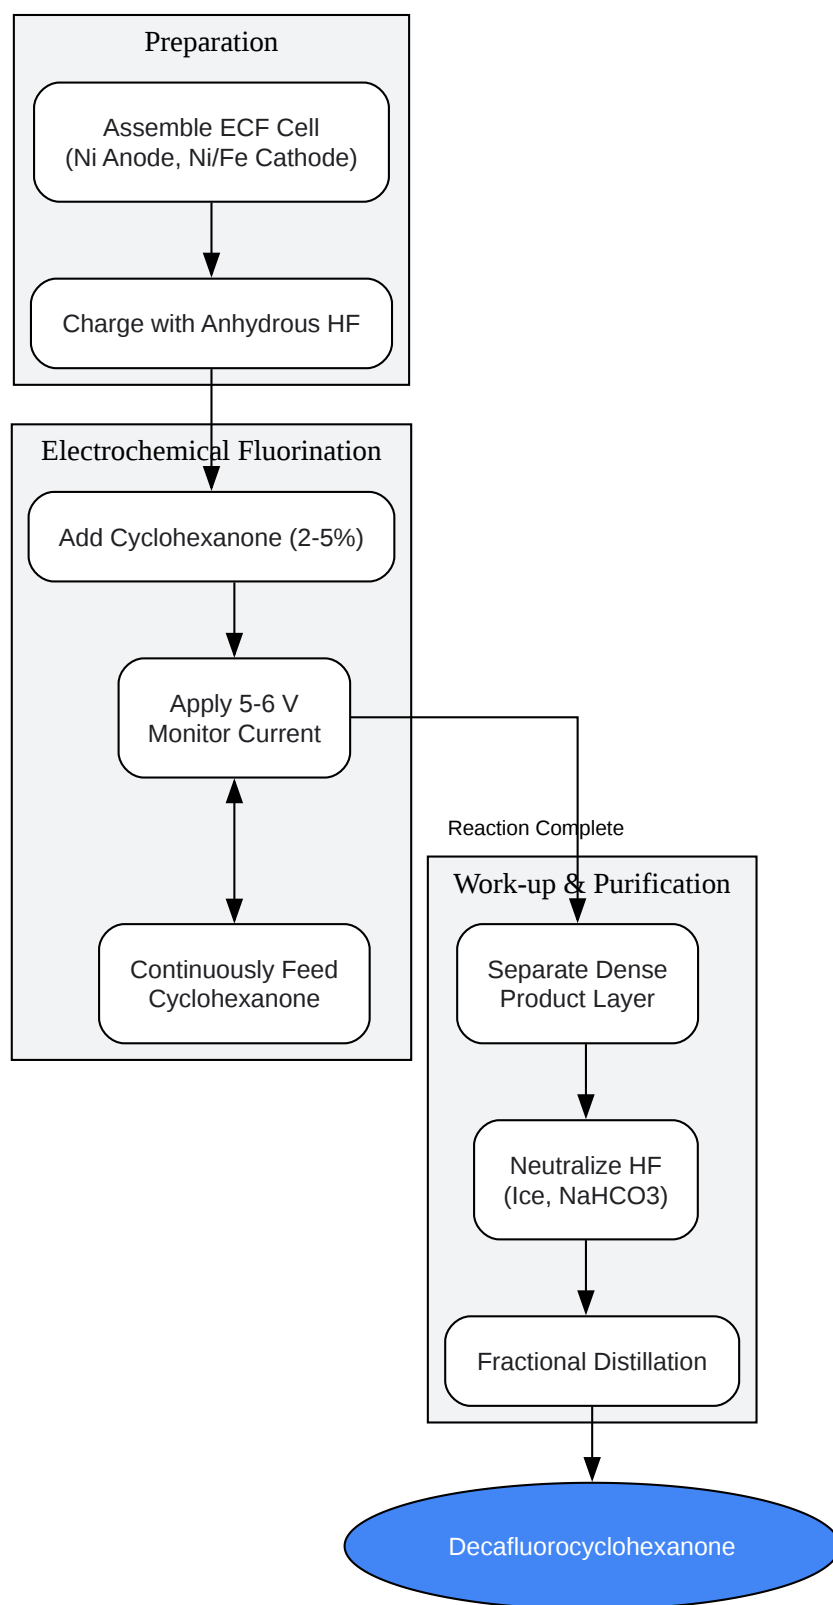 Preparation
Assemble ECF Cell
(Ni Anode, Ni/Fe Cathode)
Charge with Anhydrous HF
Electrochemical Fluorination
Add Cyclohexanone (2-5%)
Apply 5-6 V
Monitor Current
Continuously Feed
Cyclohexanone
Reaction Complete
Work-up & Purification
Separate Dense
Product Layer
Neutralize HF
(Ice, NaHCO3)
Fractional Distillation
Decafluorocyclohexanone